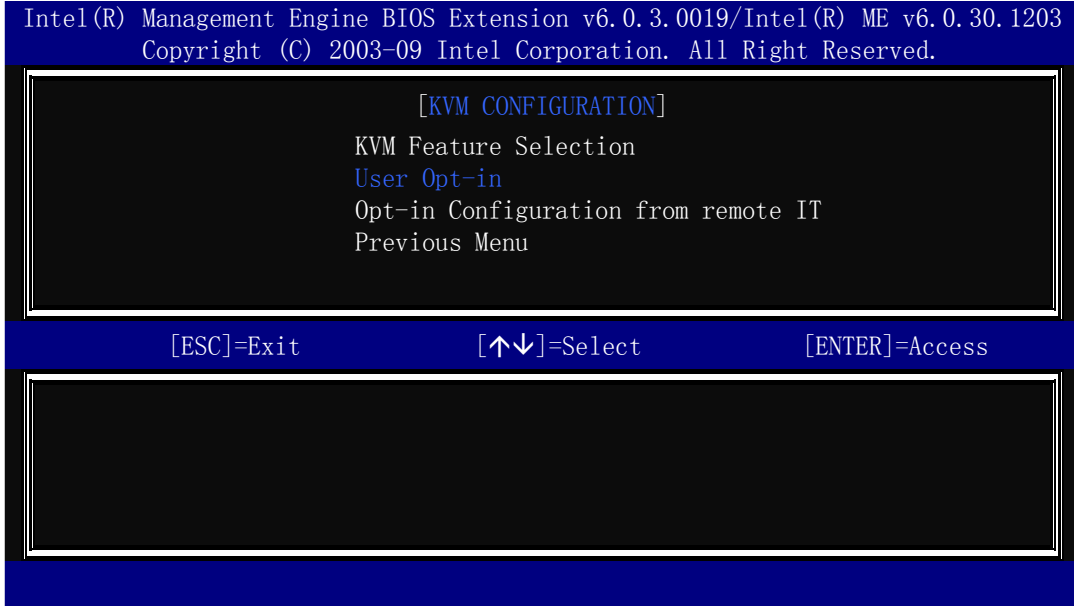 Intel(R) Management Engine BIOS Extension v6.0.3.0019/Intel(R) ME v6.0.30.1203
Copyright (C) 2003-09 Intel Corporation. All Right Reserved.
[KVM CONFIGURATION]
KVM Feature Selection
User Opt-in
Opt-in Configuration from remote IT
Previous Menu
[ESC]=Exit [↑↓]=Select [ENTER]=Access